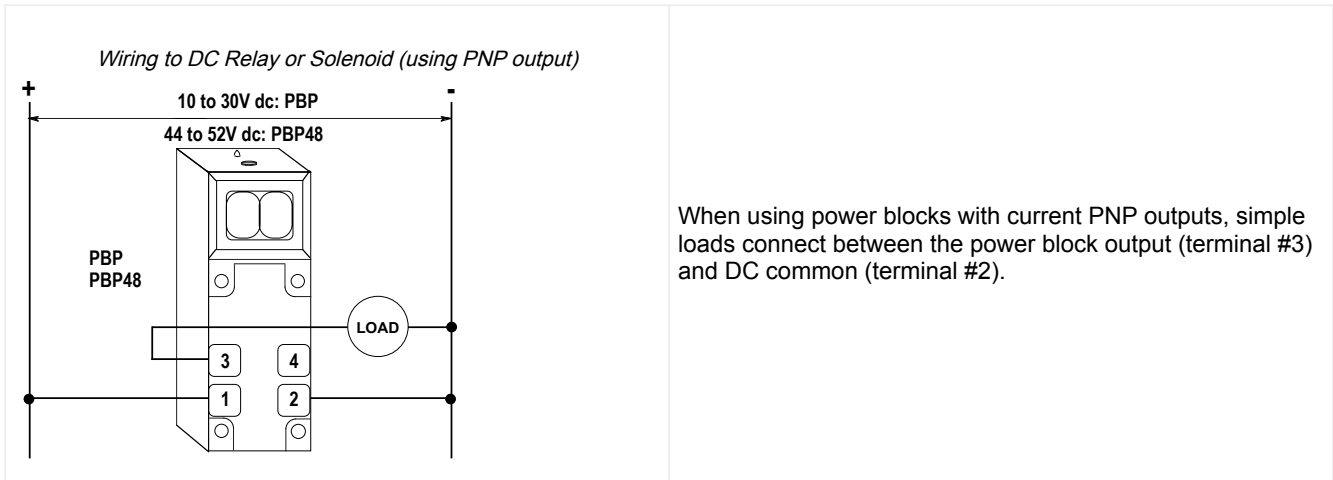 Wiring to DC Relay or Solenoid (using PNP output)
+ -
10 to 30V dc: PBP
44 to 52V dc: PBP48
PBP
PBP48
LOAD
3 4
1 2
When using power blocks with current PNP outputs, simple
loads connect between the power block output (terminal #3)
and DC common (terminal #2).